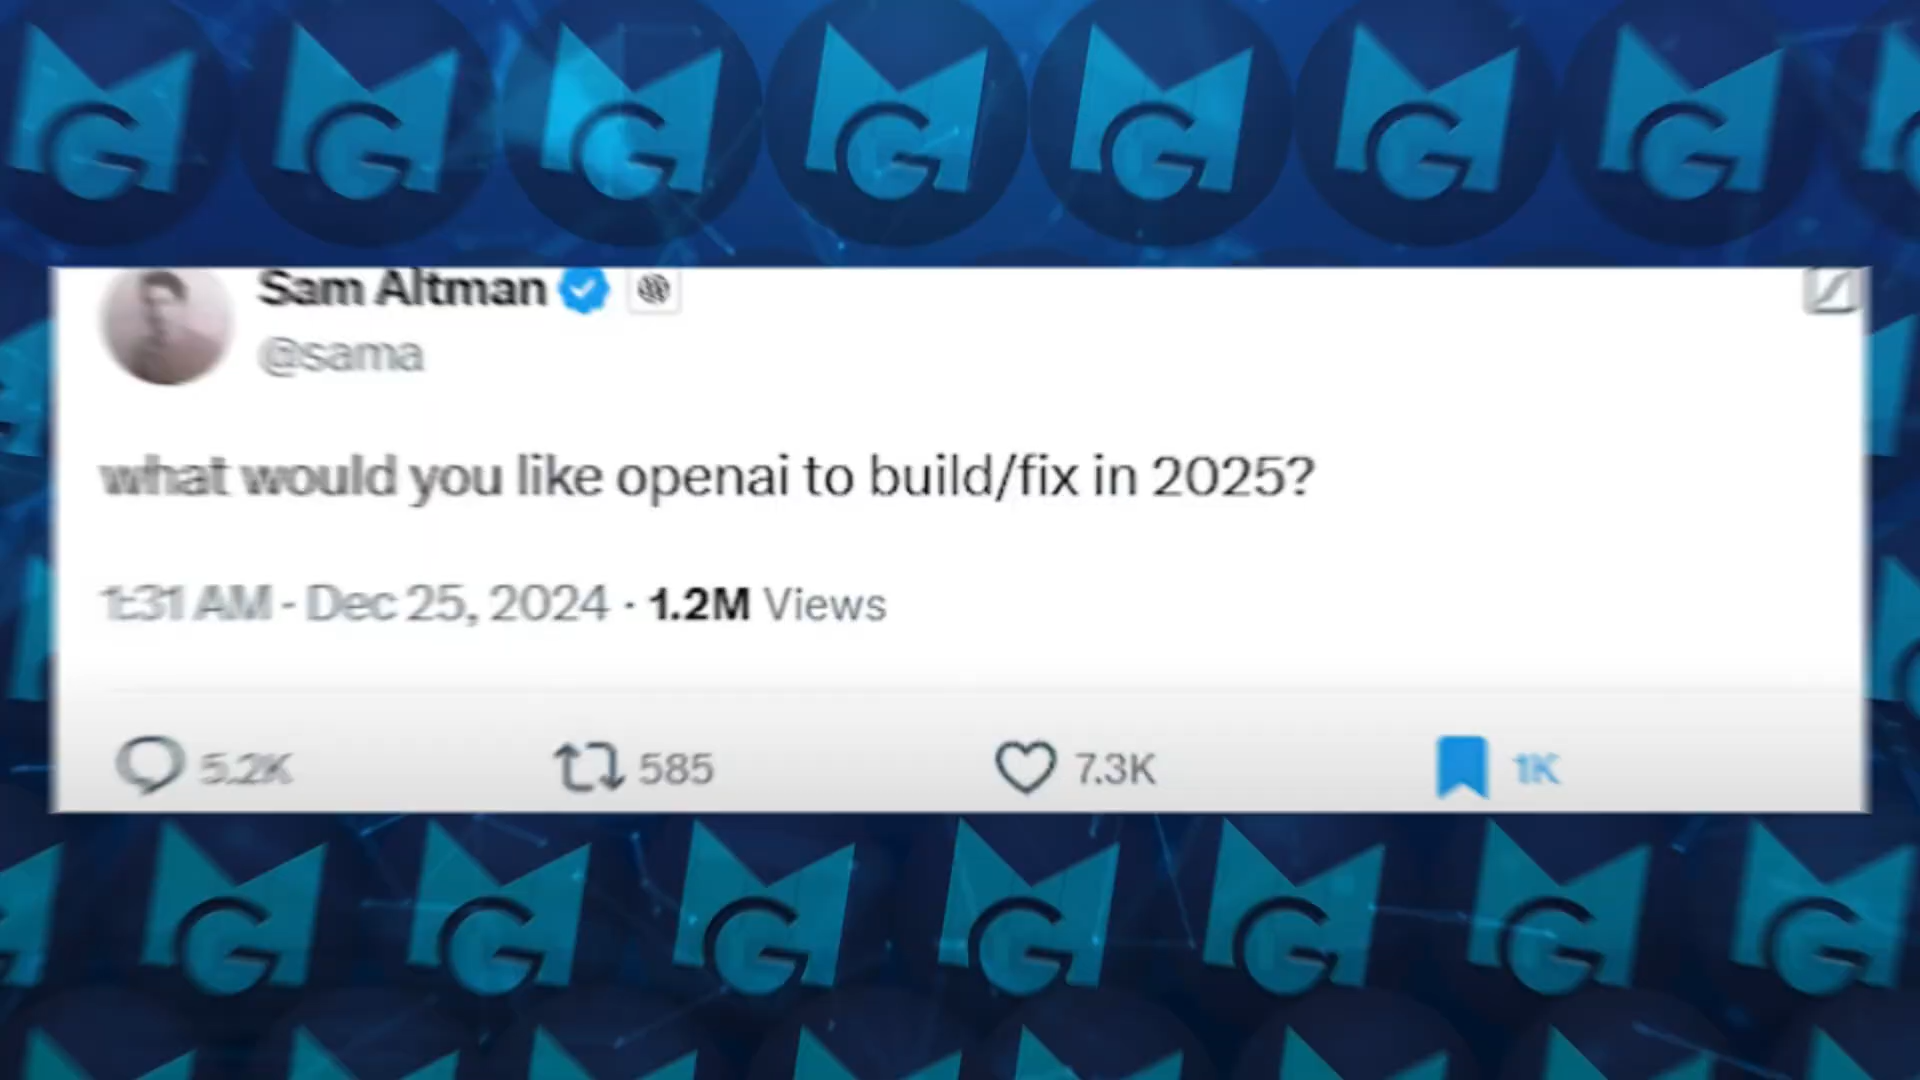 Sam Altman
@sama
what would you like openai to build/fix in 2025?
1:31 AM · Dec 25, 2024 · 1.2M Views
5.2K 585 7.3K 1K